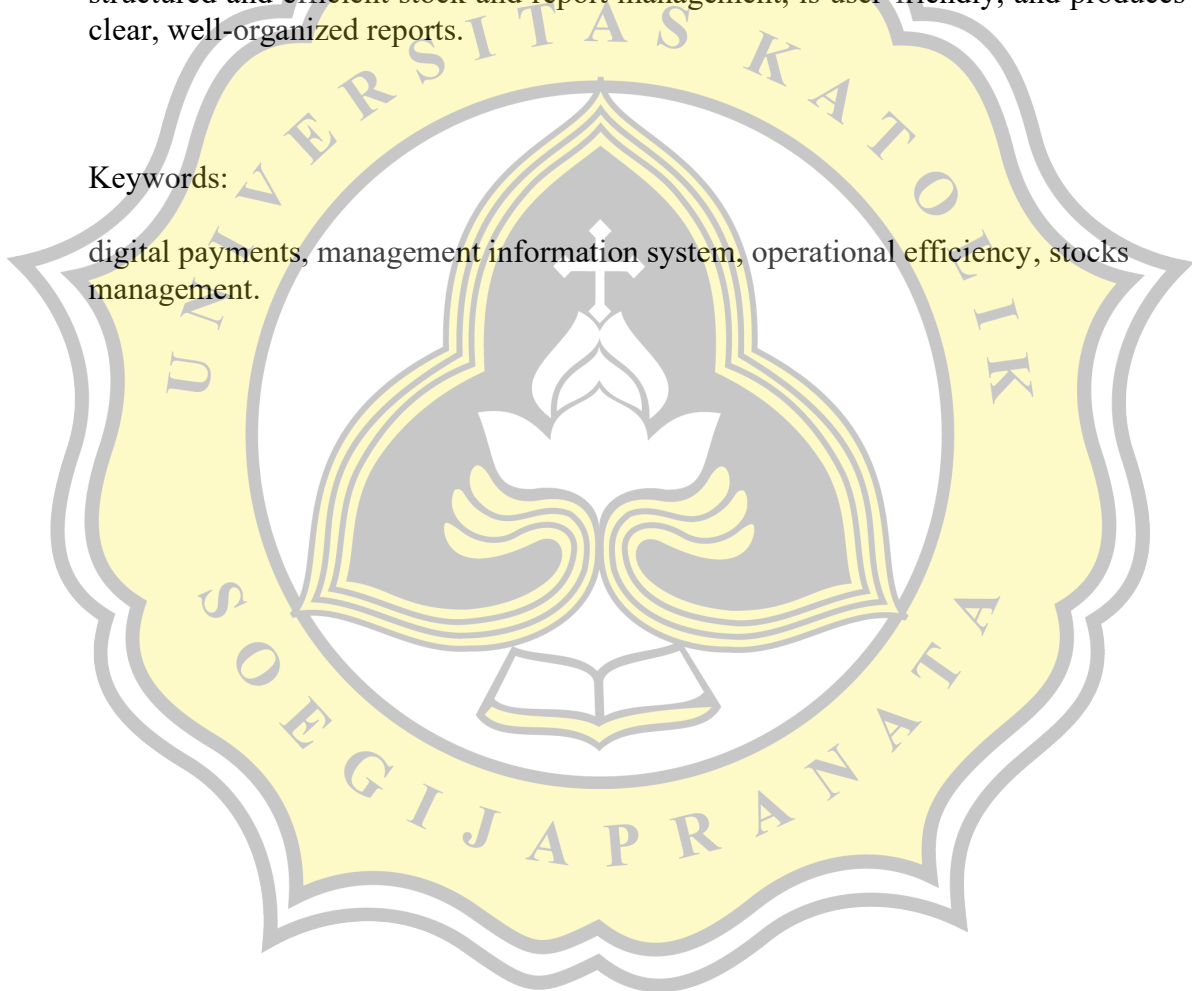 structured and efficient stock and report management, is user friendly, and produces
clear, well-organized reports.
Keywords:
digital payments, management information system, operational efficiency, stocks
management.
UNIVERSITAS KATOLIK
SOEGIJAPRANATA